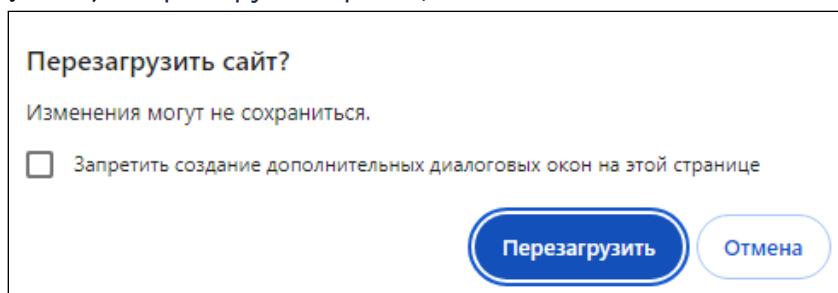 Перезагрузить сайт?
Изменения могут не сохраниться.
Запретить создание дополнительных диалоговых окон на этой странице
Перезагрузить Отмена